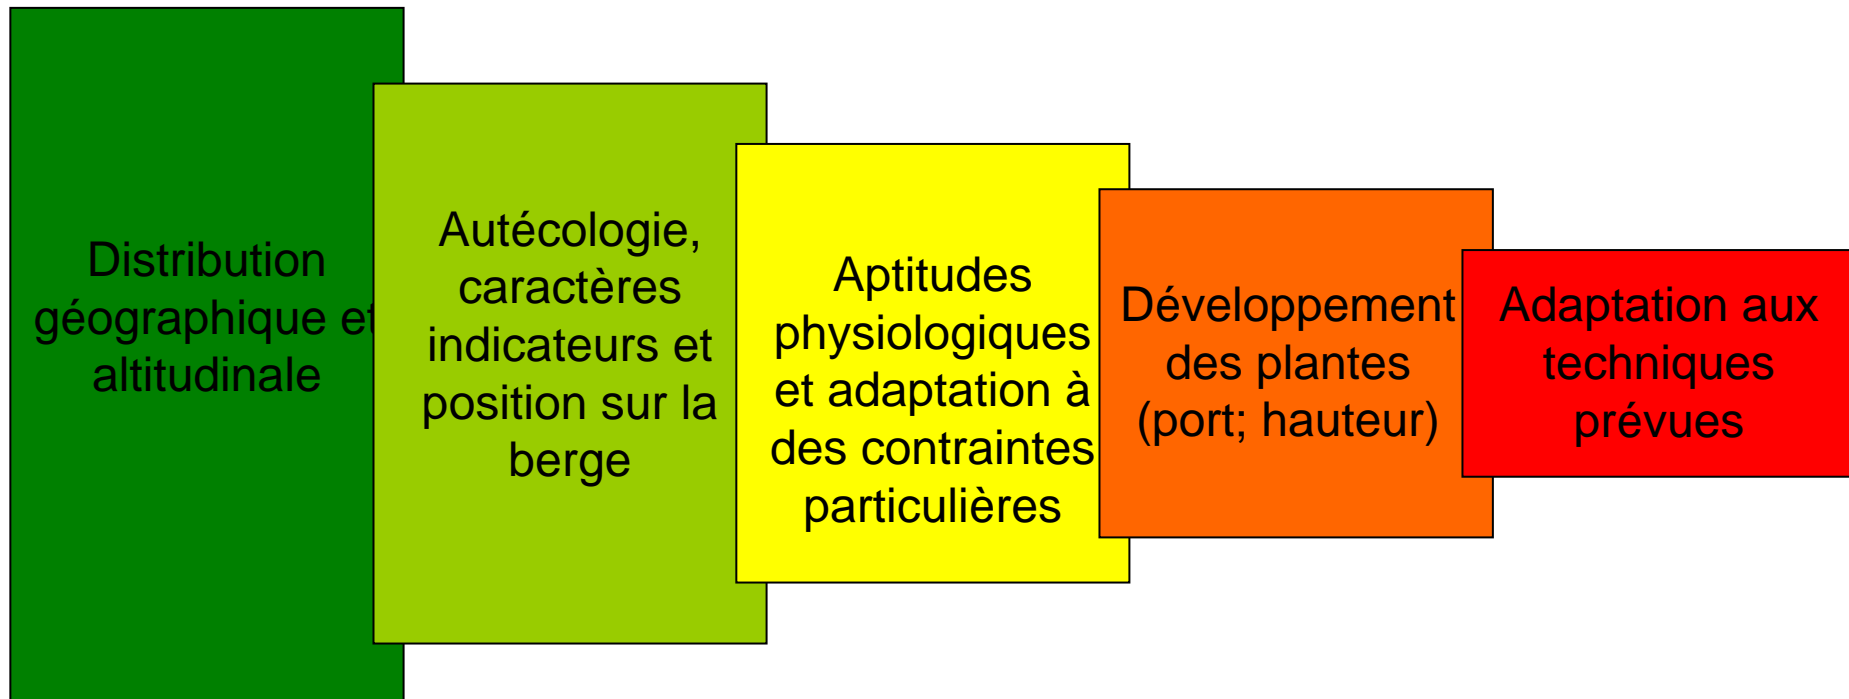 Distribution
géographique et
altitudinale
Autécologie,
caractères
indicateurs et
position sur la
berge
Aptitudes
physiologiques
et adaptation à
des contraintes
particulières
Développement
des plantes
(port; hauteur)
Adaptation aux
techniques
prévues